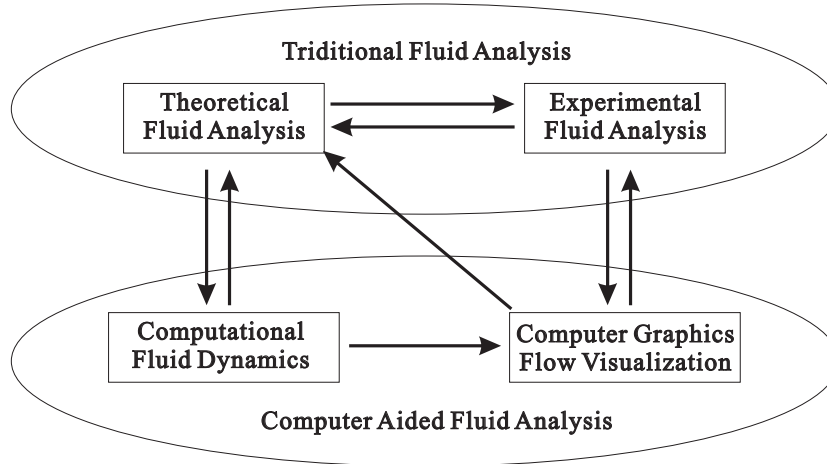 Triditional Fluid Analysis
Theoretical
Fluid Analysis
Experimental
Fluid Analysis
Computational
Fluid Dynamics
Computer Graphics
Flow Visualization
Computer Aided Fluid Analysis